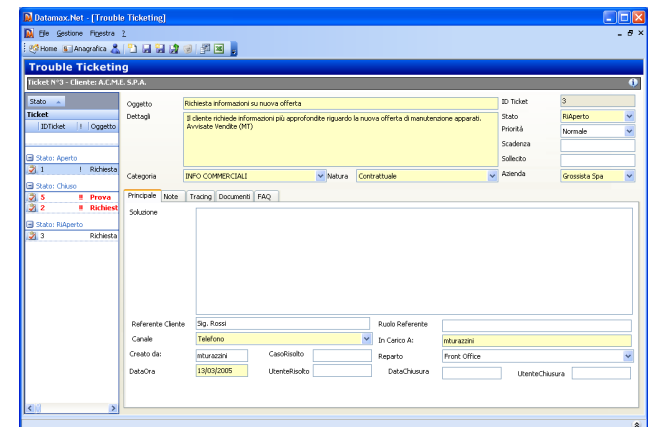 Datamax.Net - [Trouble Ticketing]
File Gestione Finestra ?
Home Anagrafica
Trouble Ticketing
Ticket N°3 - Cliente: A.C.M.E. S.P.A.
Stato
Ticket
IDTicket ! Oggetto
Stato: Aperto
1 ! Richiesta
Stato: Chiuso
5 !! Prova
2 !! Richiest
Stato: RiAperto
3 Richiesta
Oggetto Richiesta informazioni su nuova offerta
Dettagli Il cliente richiede informazioni più approfondite riguardo la nuova offerta di manutenzione apparati.
Avvisate Vendite (MT)
Categoria INFO COMMERCIALI Natura Contrattuale
ID Ticket 3
Stato RiAperto
Priorità Normale
Scadenza
Sollecito
Azienda Grossista Spa
Principale Note Tracing Documenti FAQ
Soluzione
Referente Cliente Sig. Rossi Ruolo Referente
Canale Telefono In Carico A: mturazzini
Creato da: mturazzini CasoRisolto Reparto Front Office
DataOra 13/03/2005 UtenteRisolto DataChiusura UtenteChiusura